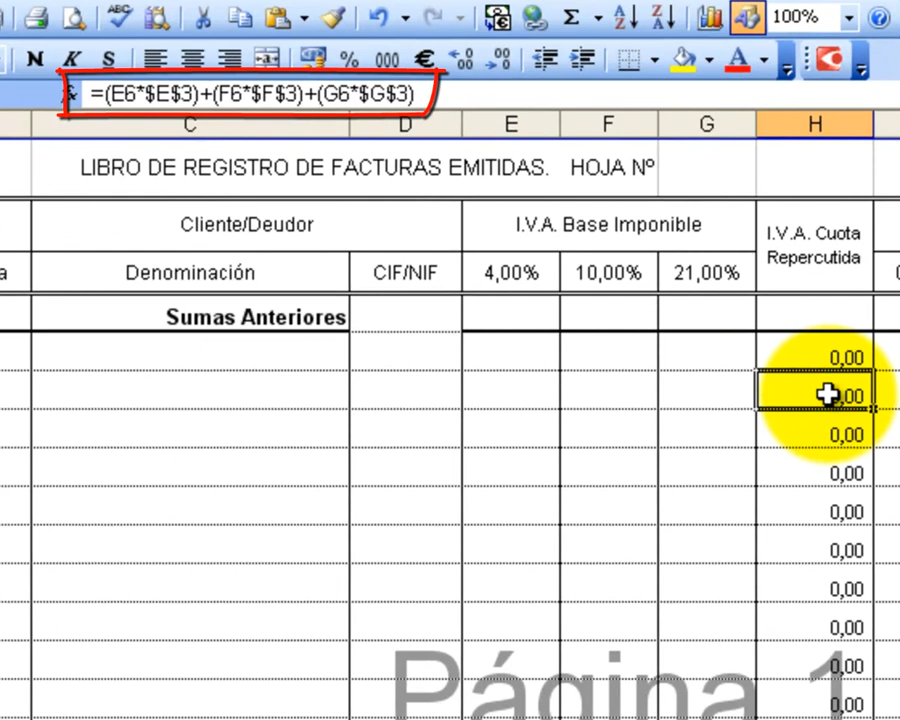 ABC
Σ
A
Z
Z
A
100%
?
N K S a % 000 € ,00 A
=(E6*$E$3)+(F6*$F$3)+(G6*$G$3)
C D E F G H
LIBRO DE REGISTRO DE FACTURAS EMITIDAS. HOJA Nº
Cliente/Deudor I.V.A. Base Imponible I.V.A. Cuota
Repercutida
a Denominación CIF/NIF 4,00% 10,00% 21,00%
Sumas Anteriores
0,00
,00
0,00
0,00
0,00
0,00
0,00
0,00
0,00
0,00
Página 1